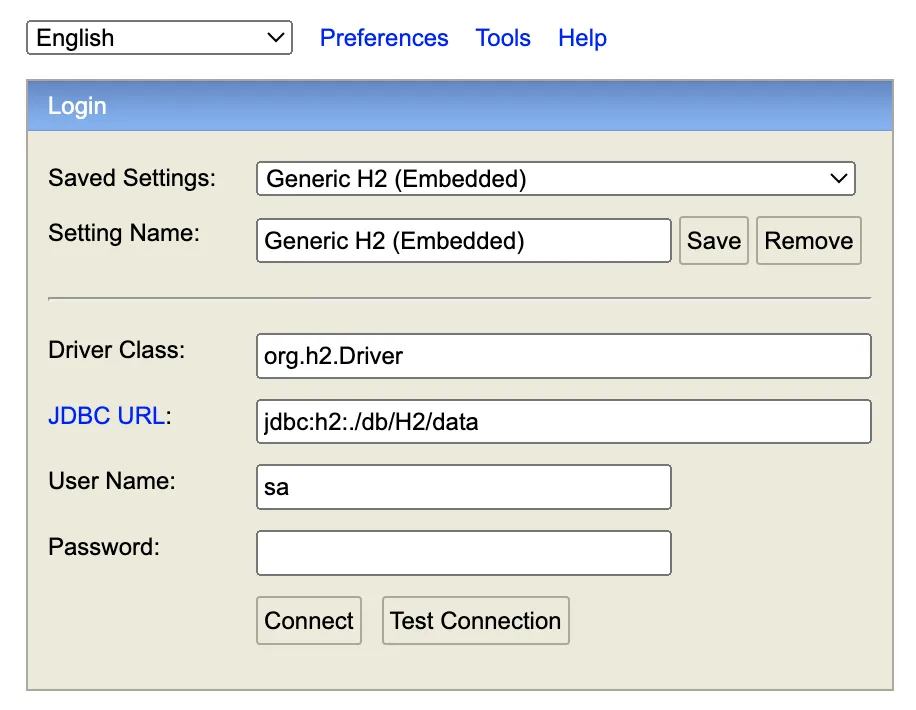 English Preferences Tools Help
Login
Saved Settings: Generic H2 (Embedded)
Setting Name: Generic H2 (Embedded) Save Remove
Driver Class: org.h2.Driver
JDBC URL: jdbc:h2:./db/H2/data
User Name: sa
Password:
Connect Test Connection